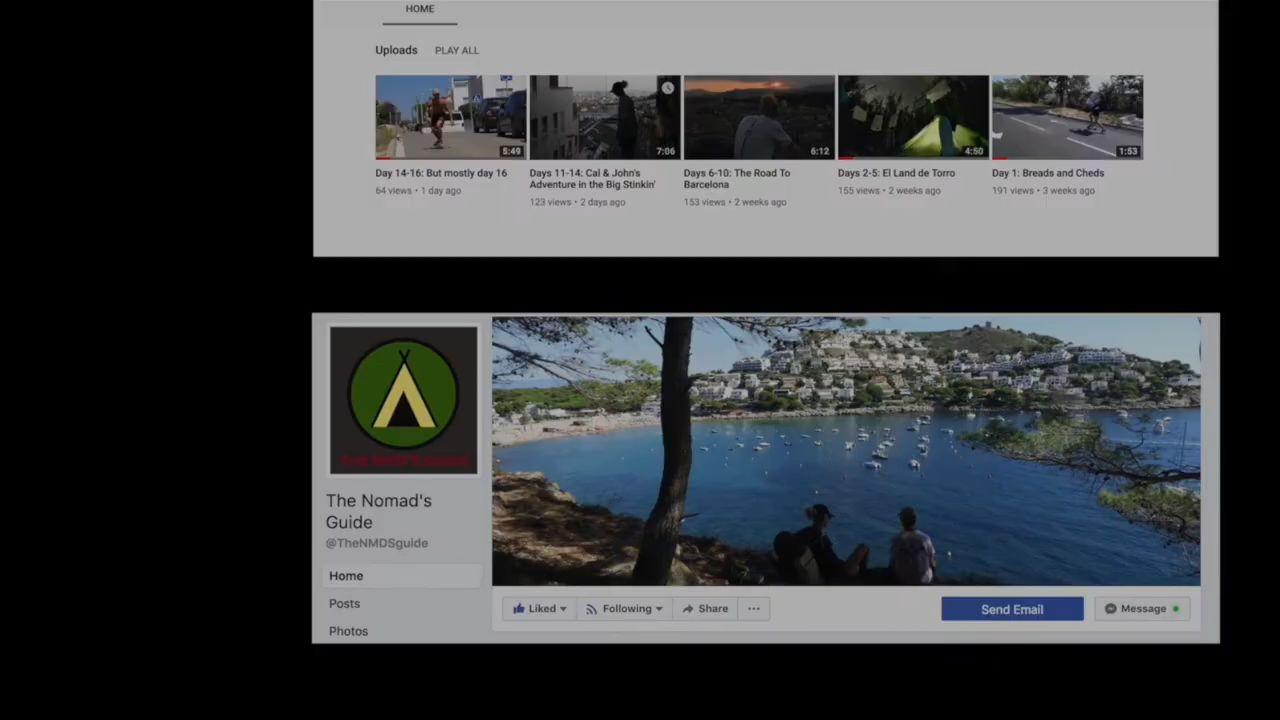 HOME
Uploads PLAY ALL
5:49 7:06 6:12 4:50 1:53
Day 14-16: But mostly day 16
64 views • 1 day ago
Days 11-14: Cal & John's
Adventure in the Big Stinkin'
123 views • 2 days ago
Days 6-10: The Road To
Barcelona
153 views • 2 weeks ago
Days 2-5: El Land de Torro
155 views • 2 weeks ago
Day 1: Breads and Cheds
191 views • 3 weeks ago
The Nomad's
Guide
@TheNMDSguide
Home
Posts
Photos
Liked Following Share ... Send Email Message